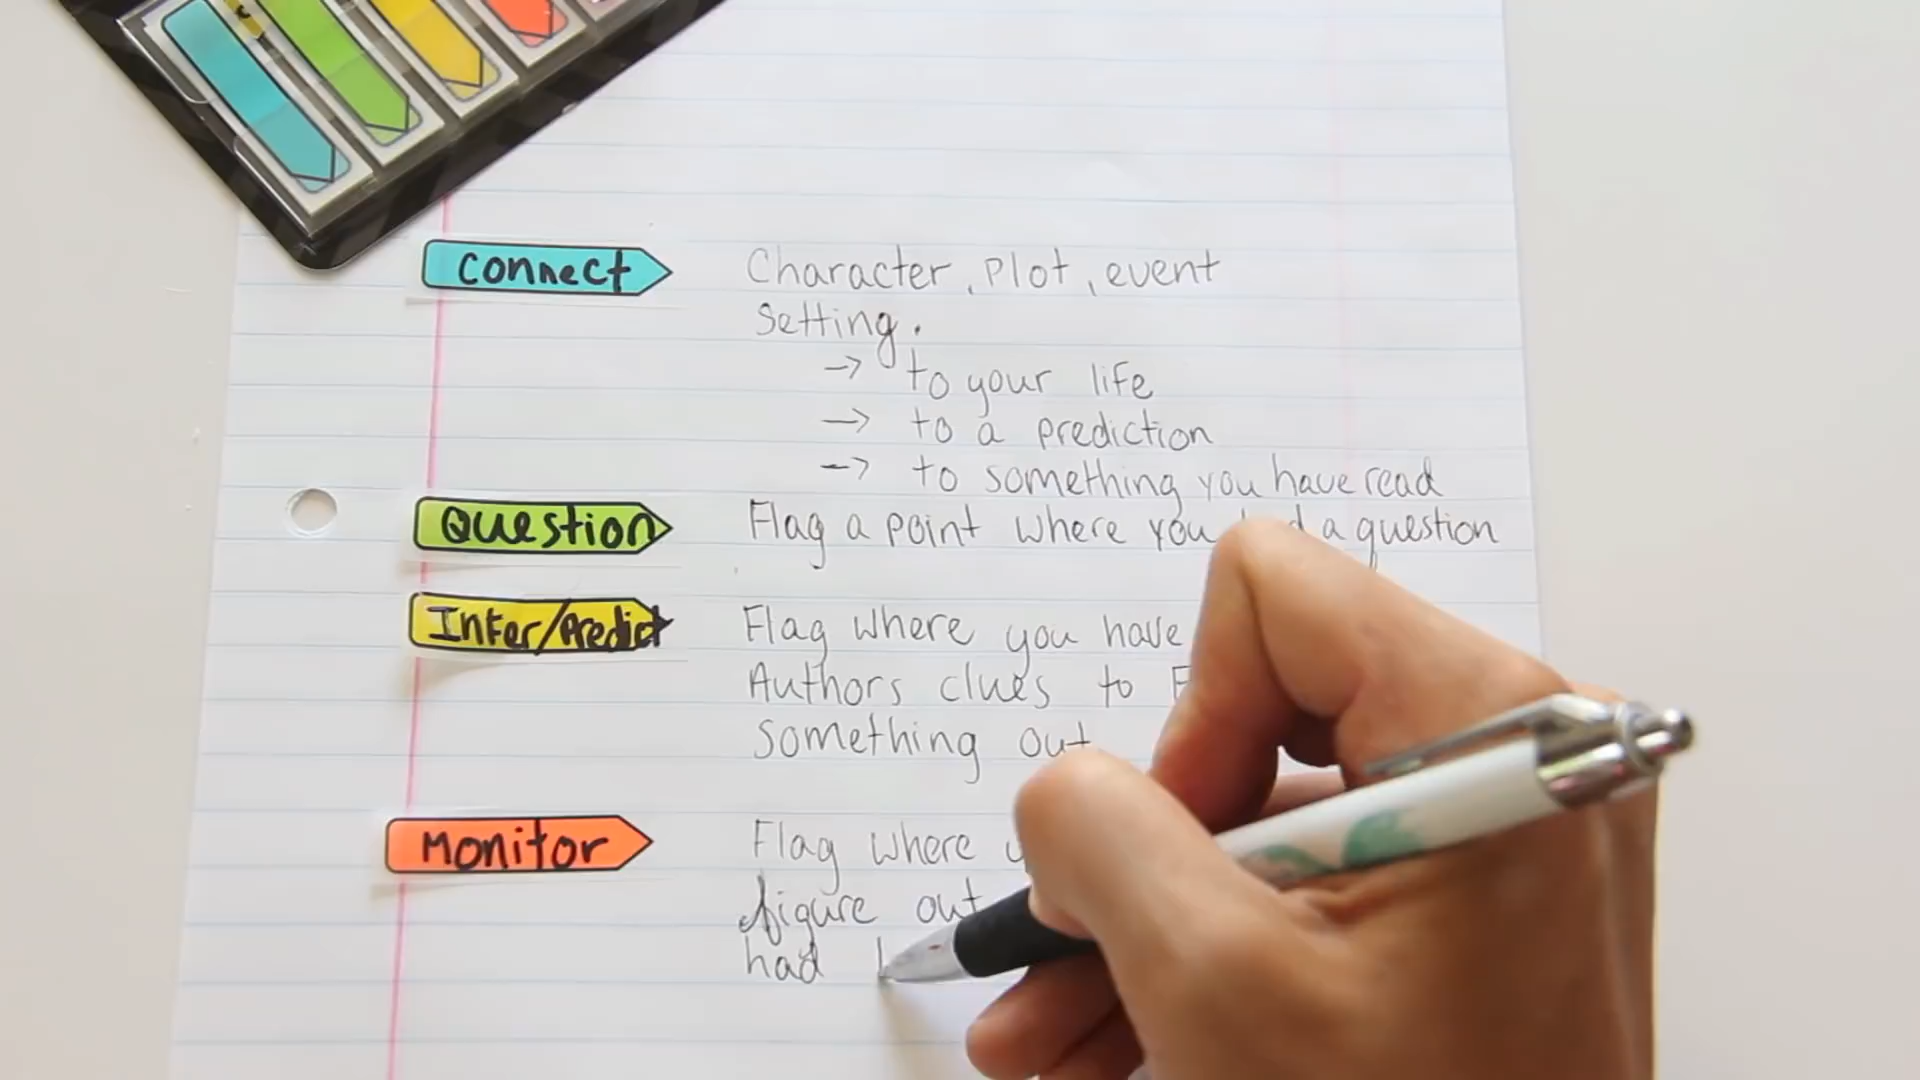 Connect
Character, Plot, event
Setting.
→ to your life
→ to a prediction
→ to something you have read
Question
Flag a point where you a question
Infer/Predict
Flag where you have
Authors clues to
something out
Monitor
Flag where
figure out
had